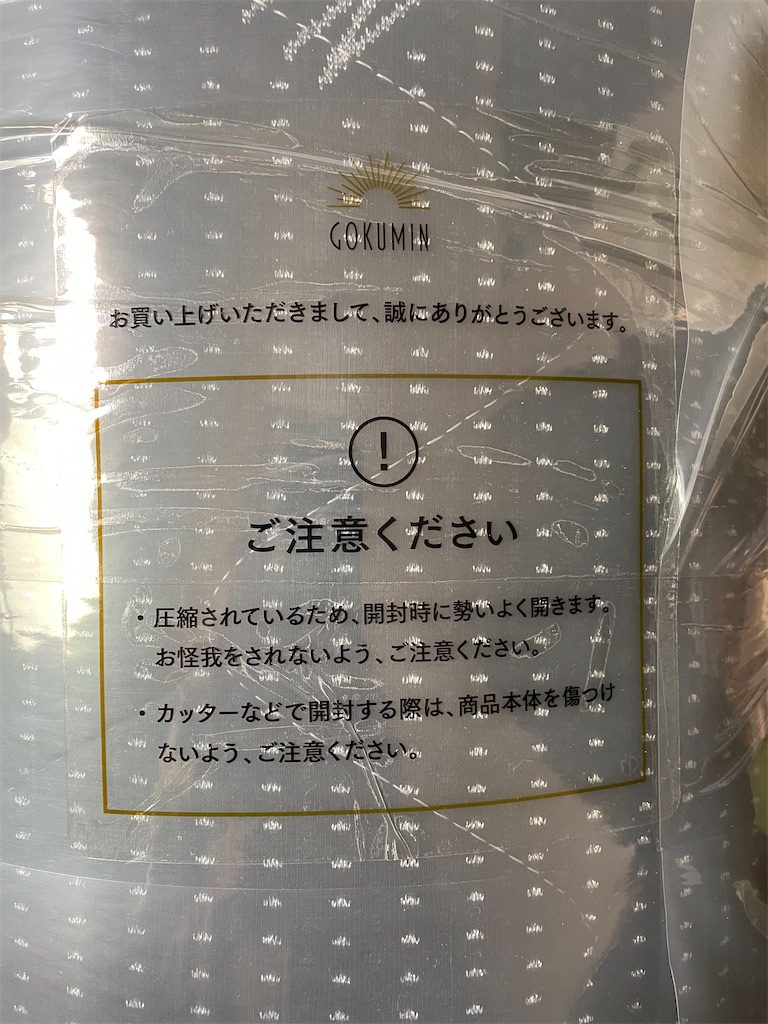 GOKUMIN
お買い上げいただきまして、誠にありがとうございます。
!
ご注意ください
・圧縮されているため、開封時に勢いよく開きます。
お怪我をされないよう、ご注意ください。
・カッターなどで開封する際は、商品本体を傷つけ
ないよう、ご注意ください。